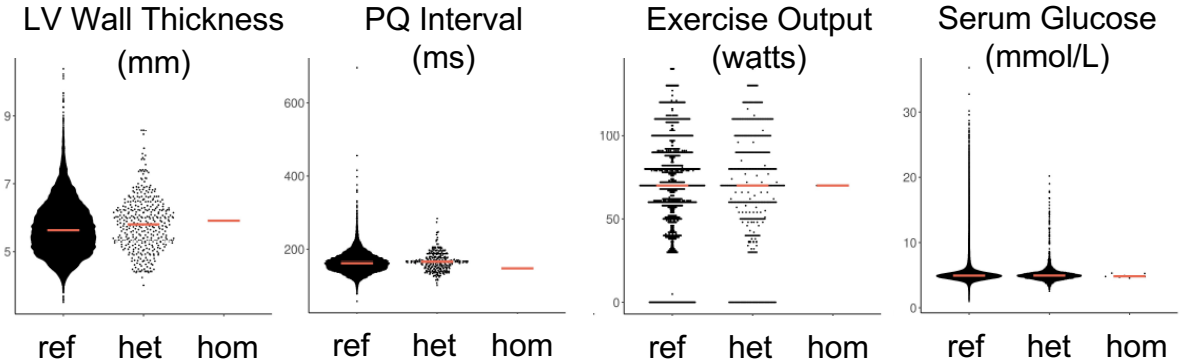 LV Wall Thickness
(mm)
PQ Interval
(ms)
Exercise Output
(watts)
Serum Glucose
(mmol/L)
9
7
5
600
400
200
100
50
0
30
20
10
0
ref het hom
ref het hom
ref het hom
ref het hom